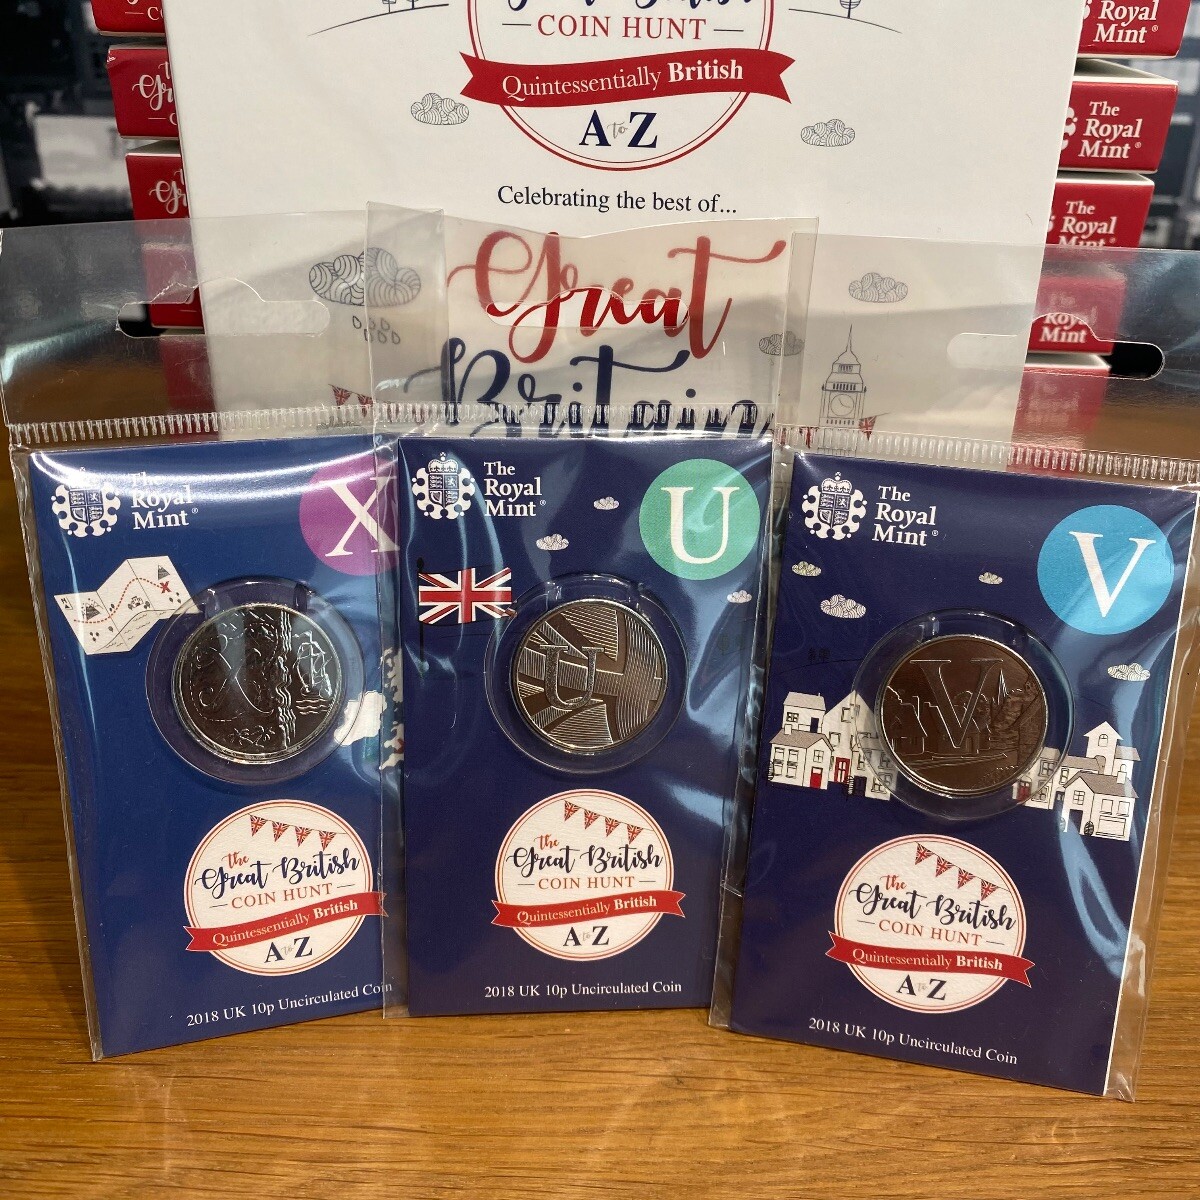 COIN HUNT
Quintessentially British
A to Z
Celebrating the best of...
Great
Britain
Royal
Mint®
The
Royal
Mint®
The
Royal
Mint
Royal
Mint
The
Royal
Mint®
X
X
The
Great British
COIN HUNT
Quintessentially British
A to Z
2018 UK 10p Uncirculated Coin
The
Royal
Mint®
U
U
The
Great British
COIN HUNT
Quintessentially British
A to Z
2018 UK 10p Uncirculated Coin
The
Royal
Mint®
V
V
The
Great British
COIN HUNT
Quintessentially British
A to Z
2018 UK 10p Uncirculated Coin